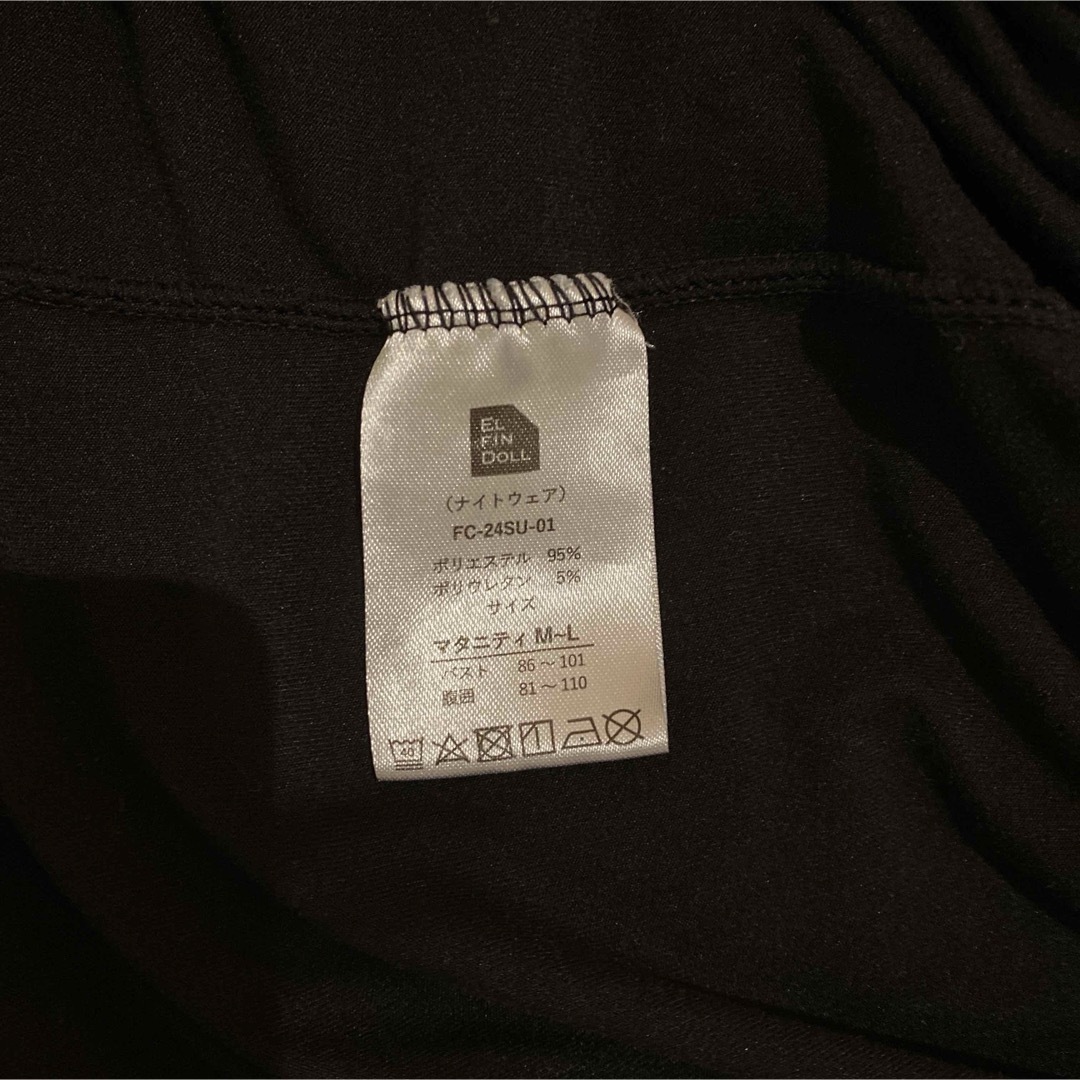 EL
FIN
DOLL
（ナイトウェア）
FC-24SU-01
ポリエステル 95%
ポリウレタン 5%
サイズ
マタニティ M~L
バスト 86～101
腹囲 81～110
40